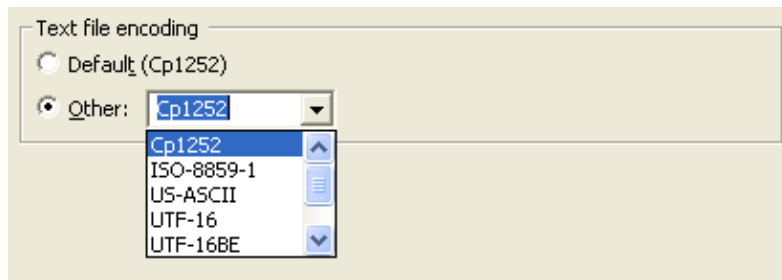 Text file encoding
Default (Cp1252)
Other: Cp1252
Cp1252
ISO-8859-1
US-ASCII
UTF-16
UTF-16BE